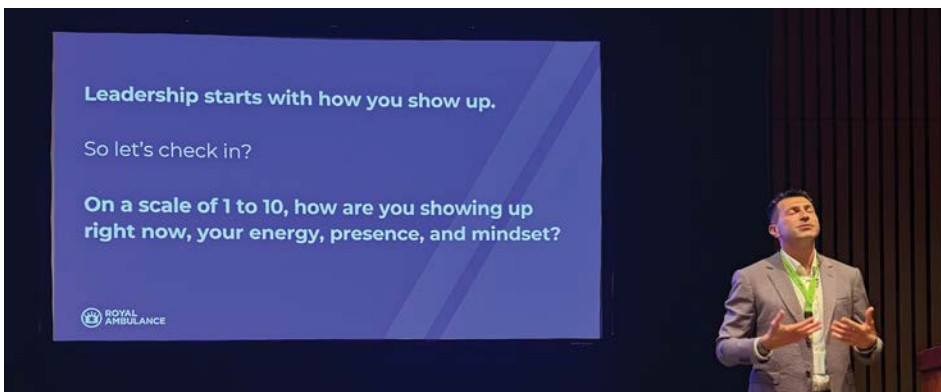 Leadership starts with how you show up.
So let's check in?
On a scale of 1 to 10, how are you showing up
right now, your energy, presence, and mindset?
ROYAL
AMBULANCE